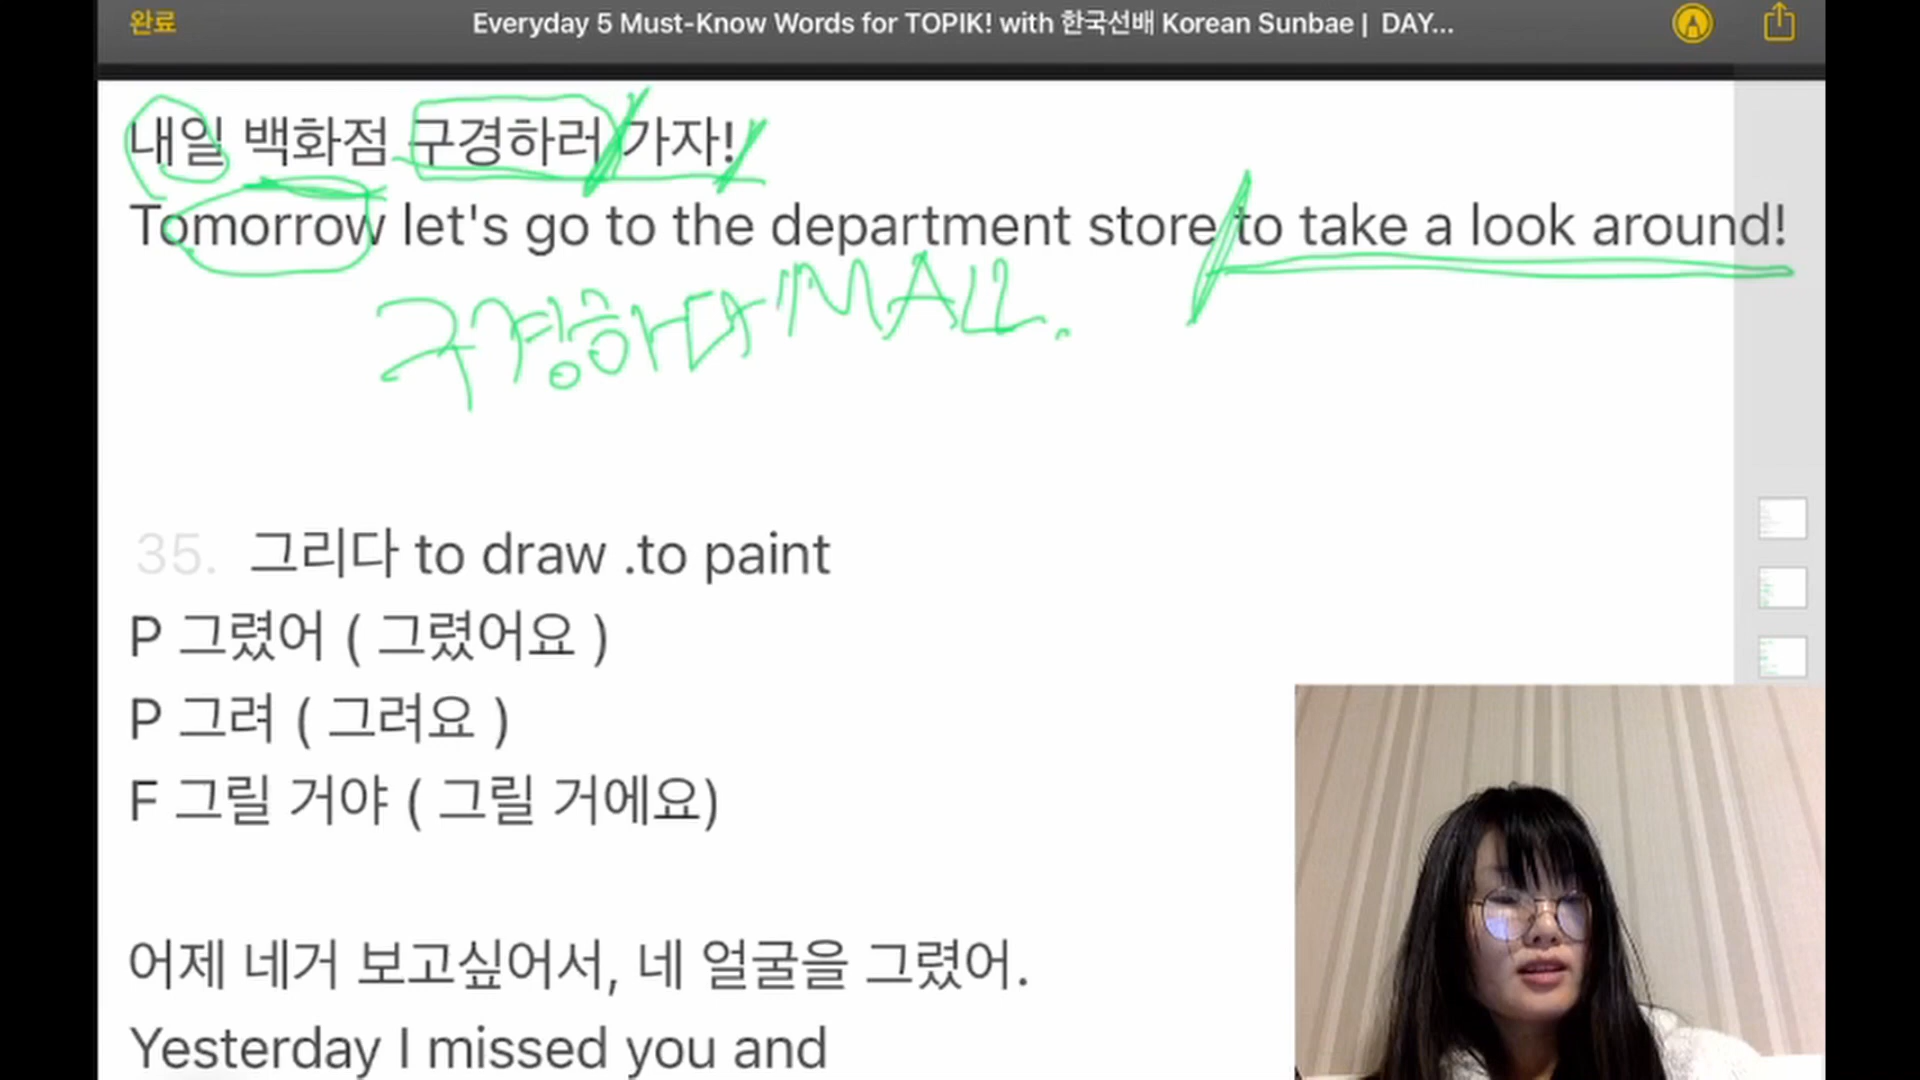 완료 Everyday 5 Must-Know Words for TOPIK! with 한국선배 Korean Sunbae | DAY...
내일 백화점 구경하러 가자!
Tomorrow let's go to the department store to take a look around!
구경하다 MALL.
35. 그리다 to draw .to paint
P 그렸어 ( 그렸어요 )
P 그려 ( 그려요 )
F 그릴 거야 ( 그릴 거에요)
어제 네거 보고싶어서, 네 얼굴을 그렸어.
Yesterday I missed you and